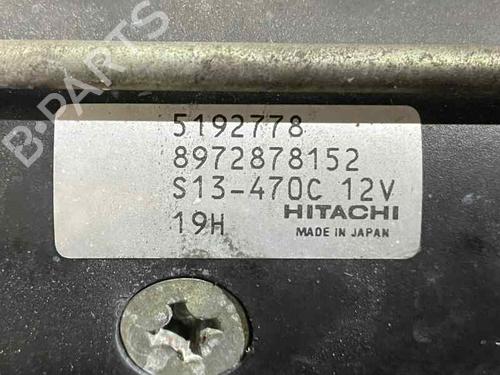 5192778
8972878152
S13-470C 12V
19H HITACHI
MADE IN JAPAN
B-PARTS